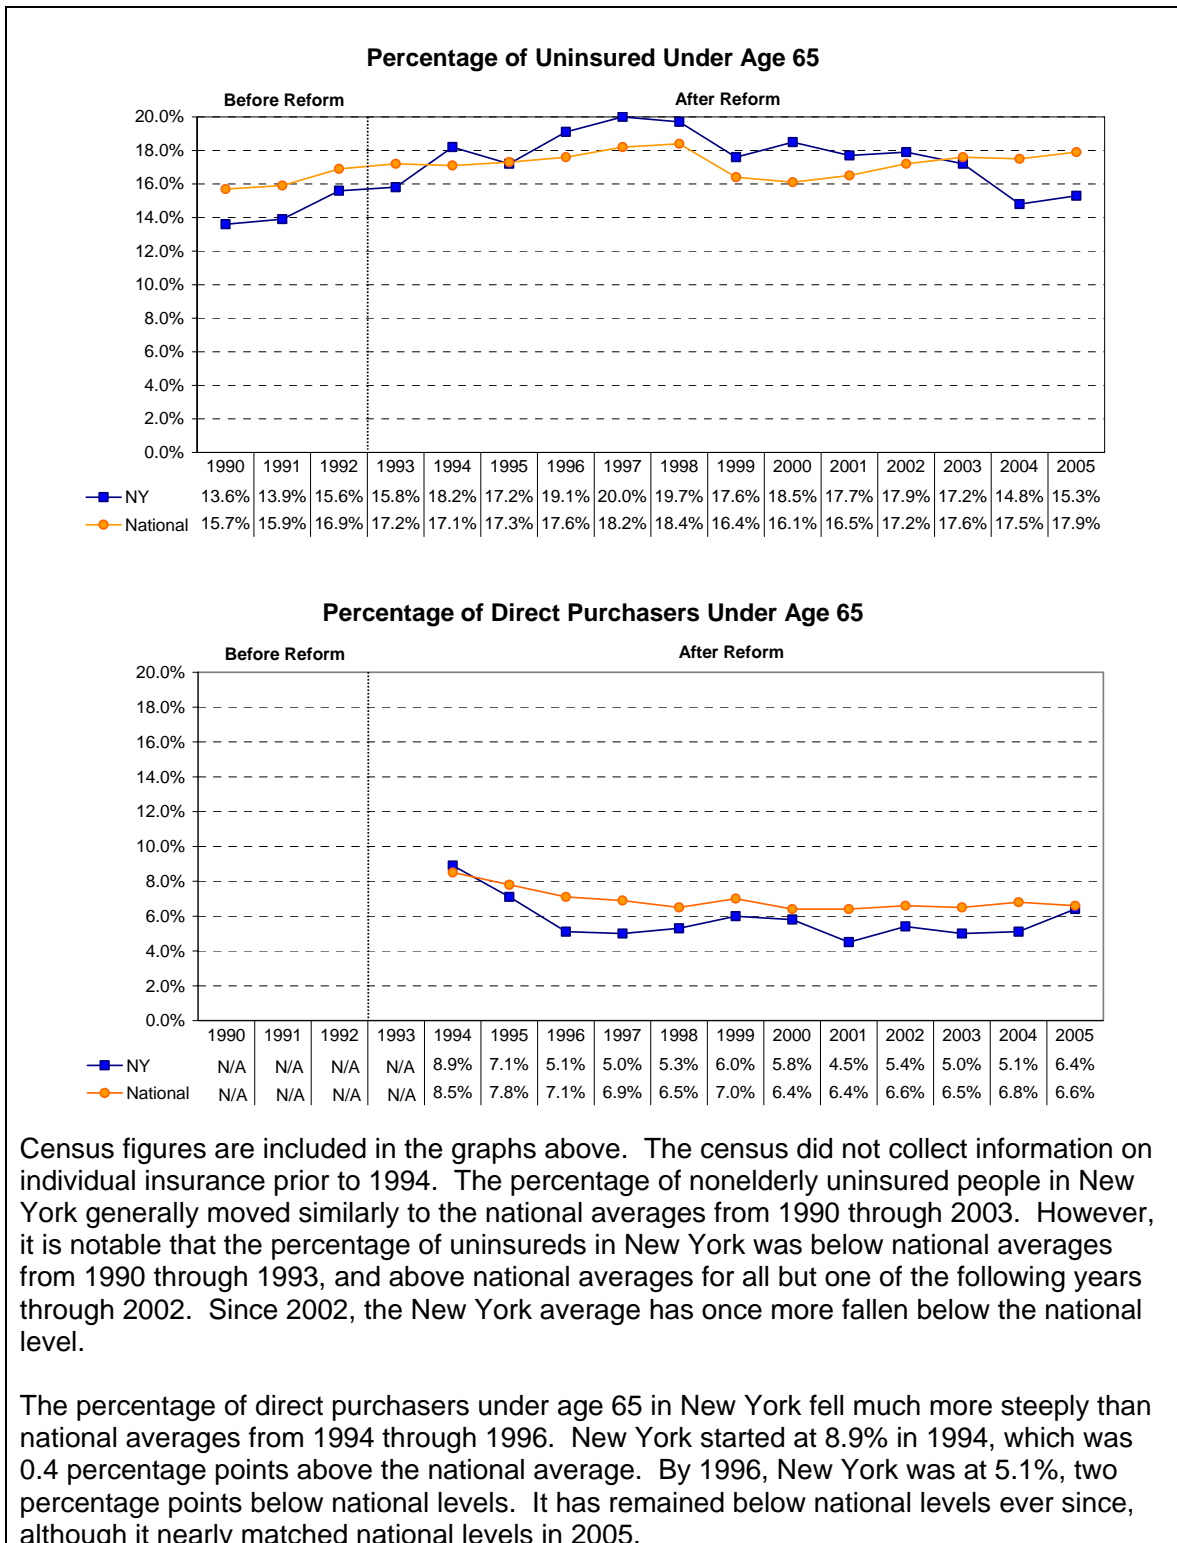 Percentage of Uninsured Under Age 65
Before Reform After Reform
20.0%
18.0%
16.0%
14.0%
12.0%
10.0%
8.0%
6.0%
4.0%
2.0%
0.0%
1990 1991 1992 1993 1994 1995 1996 1997 1998 1999 2000 2001 2002 2003 2004 2005
NY 13.6% 13.9% 15.6% 15.8% 18.2% 17.2% 19.1% 20.0% 19.7% 17.6% 18.5% 17.7% 17.9% 17.2% 14.8% 15.3%
National 15.7% 15.9% 16.9% 17.2% 17.1% 17.3% 17.6% 18.2% 18.4% 16.4% 16.1% 16.5% 17.2% 17.6% 17.5% 17.9%
Percentage of Direct Purchasers Under Age 65
Before Reform After Reform
20.0%
18.0%
16.0%
14.0%
12.0%
10.0%
8.0%
6.0%
4.0%
2.0%
0.0%
1990 1991 1992 1993 1994 1995 1996 1997 1998 1999 2000 2001 2002 2003 2004 2005
NY N/A N/A N/A N/A 8.9% 7.1% 5.1% 5.0% 5.3% 6.0% 5.8% 4.5% 5.4% 5.0% 5.1% 6.4%
National N/A N/A N/A N/A 8.5% 7.8% 7.1% 6.9% 6.5% 7.0% 6.4% 6.4% 6.6% 6.5% 6.8% 6.6%
Census figures are included in the graphs above.  The census did not collect information on
individual insurance prior to 1994.  The percentage of nonelderly uninsured people in New
York generally moved similarly to the national averages from 1990 through 2003.  However,
it is notable that the percentage of uninsureds in New York was below national averages
from 1990 through 1993, and above national averages for all but one of the following years
through 2002.  Since 2002, the New York average has once more fallen below the national
level.
The percentage of direct purchasers under age 65 in New York fell much more steeply than
national averages from 1994 through 1996.  New York started at 8.9% in 1994, which was
0.4 percentage points above the national average.  By 1996, New York was at 5.1%, two
percentage points below national levels.  It has remained below national levels ever since,
although it nearly matched national levels in 2005.